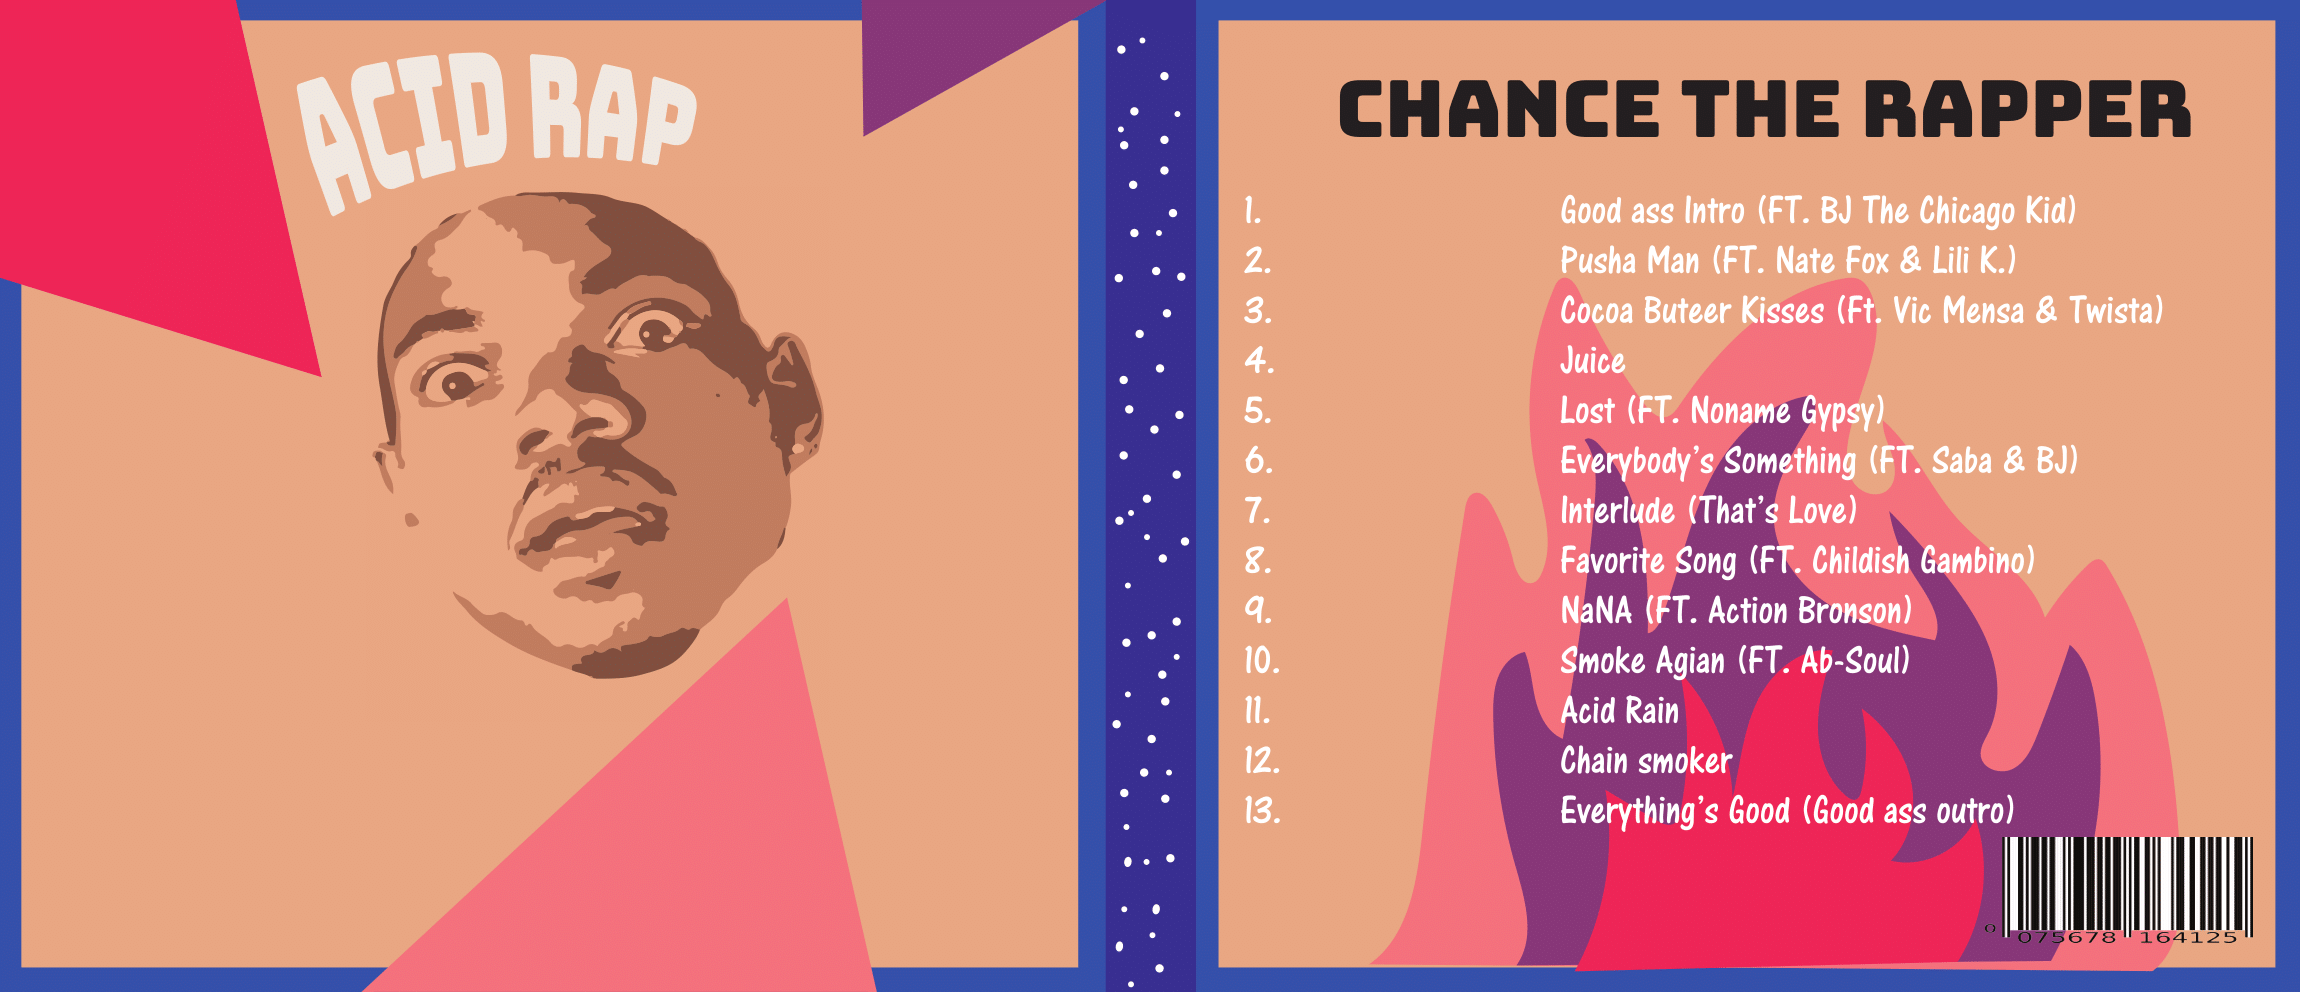 ACID RAP
CHANCE THE RAPPER
1. Good ass Intro (FT. BJ The Chicago Kid)
2. Pusha Man (FT. Nate Fox & Lili K.)
3. Cocoa Buteer Kisses (Ft. Vic Mensa & Twista)
4. Juice
5. Lost (FT. Noname Gypsy)
6. Everybody's Something (FT. Saba & BJ)
7. Interlude (That's Love)
8. Favorite Song (FT. Childish Gambino)
9. NaNA (FT. Action Bronson)
10. Smoke Agian (FT. Ab-Soul)
11. Acid Rain
12. Chain smoker
13. Everything's Good (Good ass outro)
0 075678 164125